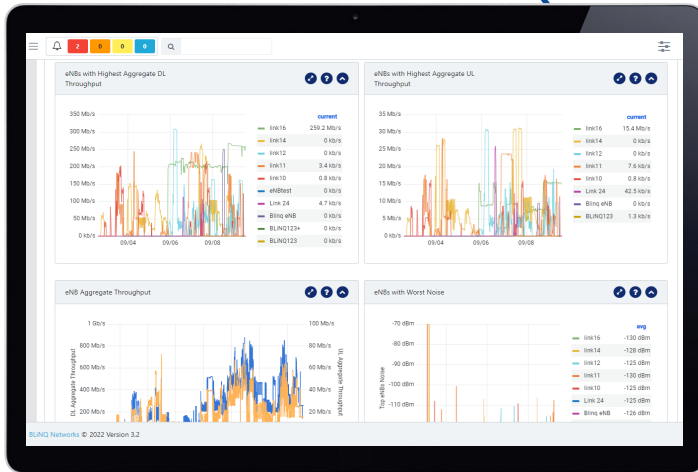 2 0 0 0
eNBs with Highest Aggregate DL
Throughput
350 Mb/s
300 Mb/s
250 Mb/s
200 Mb/s
150 Mb/s
100 Mb/s
50 Mb/s
0 kb/s
09/04 09/06 09/08
current
link16 259.2 Mb/s
link14 0 kb/s
link12 0 kb/s
link11 3.4 kb/s
link10 0.8 kb/s
eNBtest 0 kb/s
Link 24 4.7 kb/s
Blinq eNB 0 kb/s
BLiNQ123+ 0 kb/s
BLiNQ123 0 kb/s
eNBs with Highest Aggregate UL
Throughput
35 Mb/s
30 Mb/s
25 Mb/s
20 Mb/s
15 Mb/s
10 Mb/s
5 Mb/s
0 kb/s
09/04 09/06 09/08
current
link16 15.4 Mb/s
link14 0 kb/s
link12 0 kb/s
link11 7.6 kb/s
link10 0.8 kb/s
Link 24 42.5 kb/s
Blinq eNB 0 kb/s
BLiNQ123 1.3 kb/s
eNB Aggregate Throughput
1 Gb/s
800 Mb/s
600 Mb/s
400 Mb/s
200 Mb/s
DL Aggregate Throughput
100 Mb/s
80 Mb/s
60 Mb/s
40 Mb/s
20 Mb/s
UL Aggregate Throughput
eNBs with Worst Noise
-70 dBm
-80 dBm
-90 dBm
-100 dBm
-110 dBm
Top eNBs Noise
avg
link16 -130 dBm
link14 -128 dBm
link12 -125 dBm
link11 -130 dBm
link10 -125 dBm
Link 24 -125 dBm
Blinq eNB -126 dBm
BLiNQ Networks © 2022 Version 3.2